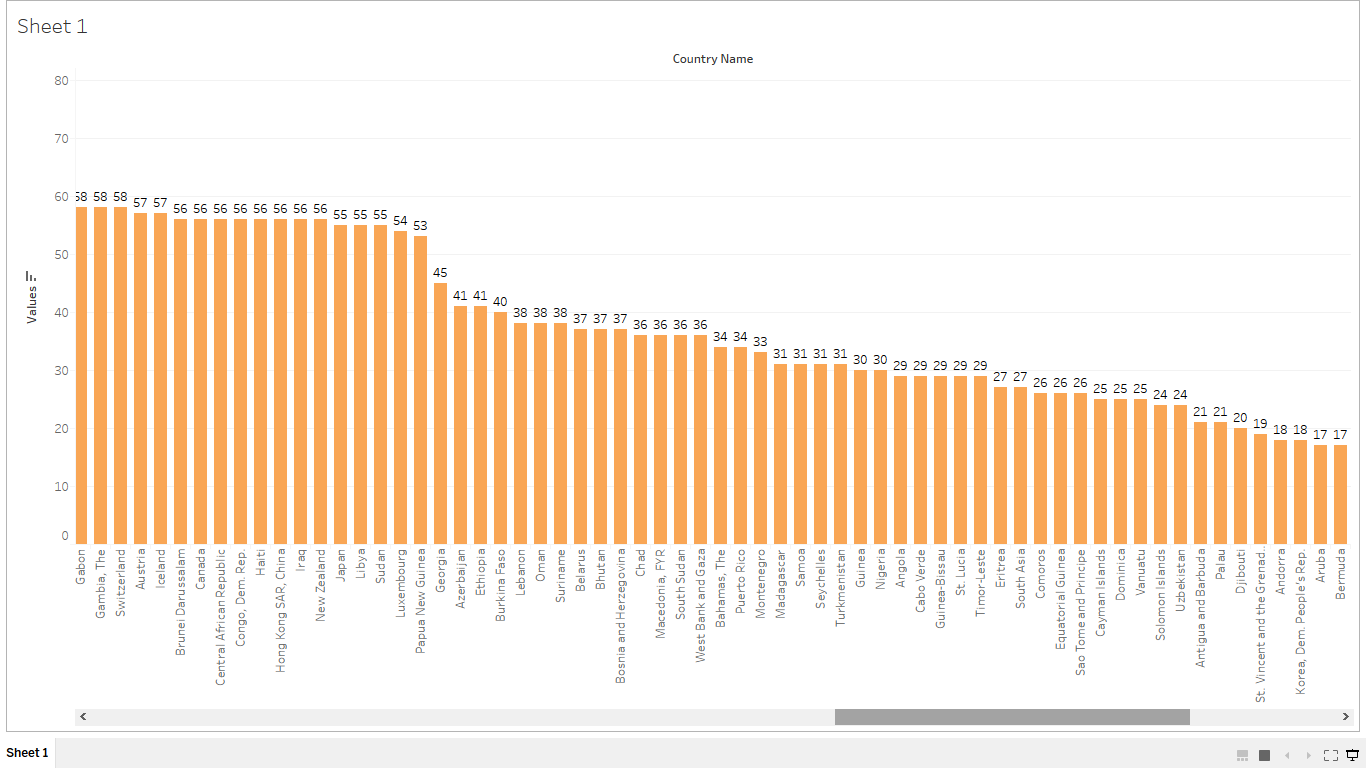 Sheet 1
Country Name
80
70
60
50
40
30
20
10
0
Values
58 58 58 57 57 56 56 56 56 56 56 56 56 55 55 55 54 53 45 41 41 40 38 38 38 37 37 37 36 36 36 36 34 34 33 31 31 31 31 30 30 29 29 29 29 29 27 27 26 26 26 25 25 25 24 24 21 21 20 19 18 18 17 17
Gabon
Gambia, The
Switzerland
Austria
Iceland
Brunei Darussalam
Canada
Central African Republic
Congo, Dem. Rep.
Haiti
Hong Kong SAR, China
Iraq
New Zealand
Japan
Libya
Sudan
Luxembourg
Papua New Guinea
Georgia
Azerbaijan
Ethiopia
Burkina Faso
Lebanon
Oman
Suriname
Belarus
Bhutan
Bosnia and Herzegovina
Chad
Macedonia, FYR
South Sudan
West Bank and Gaza
Bahamas, The
Puerto Rico
Montenegro
Madagascar
Samoa
Seychelles
Turkmenistan
Guinea
Nigeria
Angola
Cabo Verde
Guinea-Bissau
St. Lucia
Timor-Leste
Eritrea
South Asia
Comoros
Equatorial Guinea
Sao Tome and Principe
Cayman Islands
Dominica
Vanuatu
Solomon Islands
Uzbekistan
Antigua and Barbuda
Palau
Djibouti
St. Vincent and the Grenad..
Andorra
Korea, Dem. People's Rep.
Aruba
Bermuda
Sheet 1